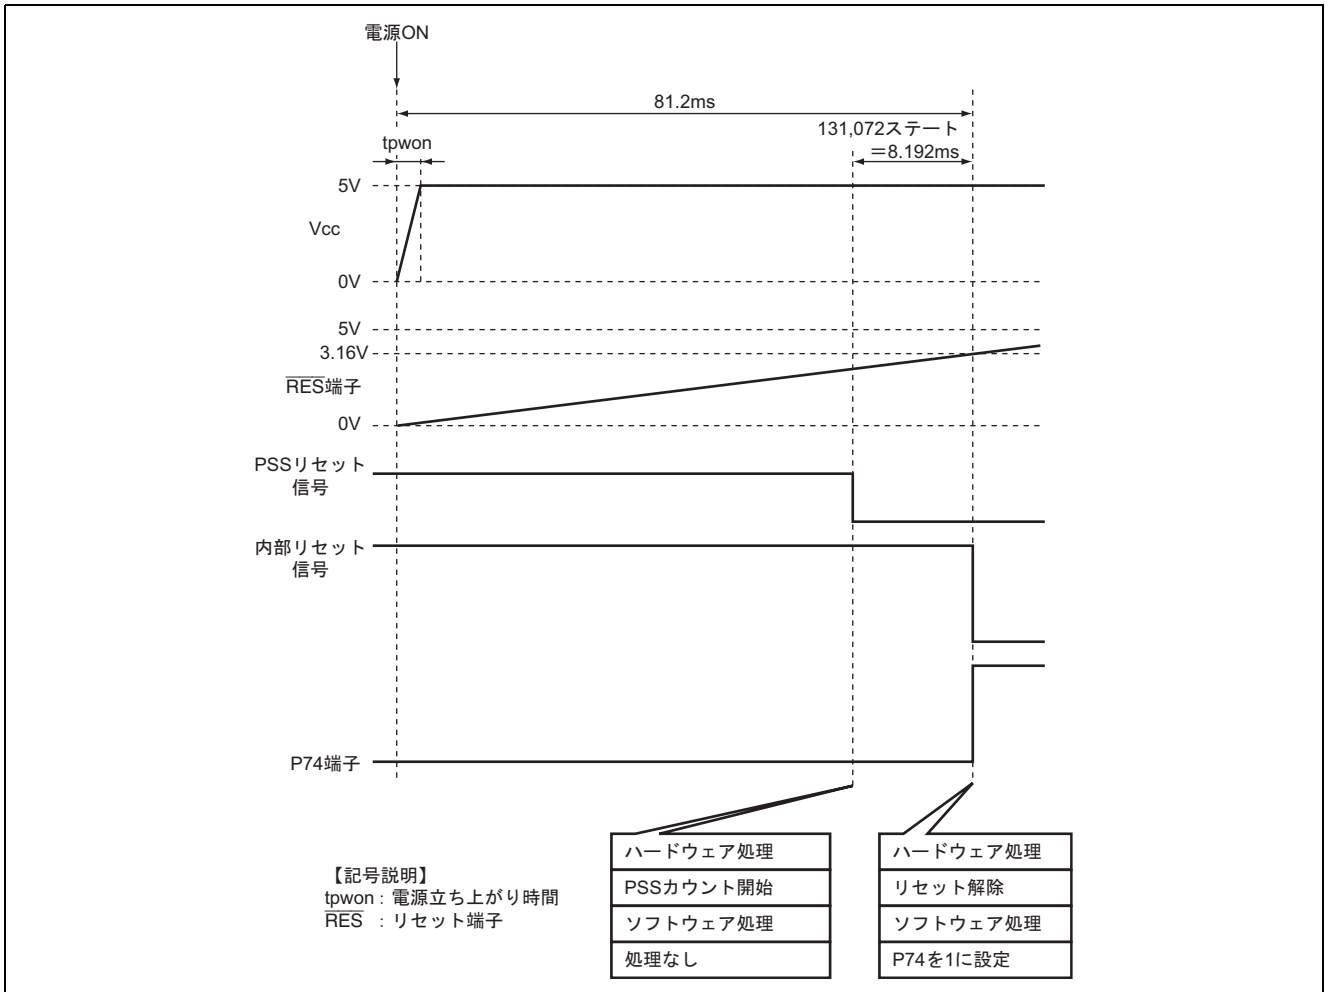 電源ON
81.2ms
131,072ステート
＝8.192ms
tpwon
5V
Vcc
0V
5V
3.16V
RES端子
0V
PSSリセット
信号
内部リセット
信号
P74端子
ハードウェア処理
PSSカウント開始
ソフトウェア処理
処理なし
ハードウェア処理
リセット解除
ソフトウェア処理
P74を1に設定
【記号説明】
tpwon : 電源立ち上がり時間
RES : リセット端子